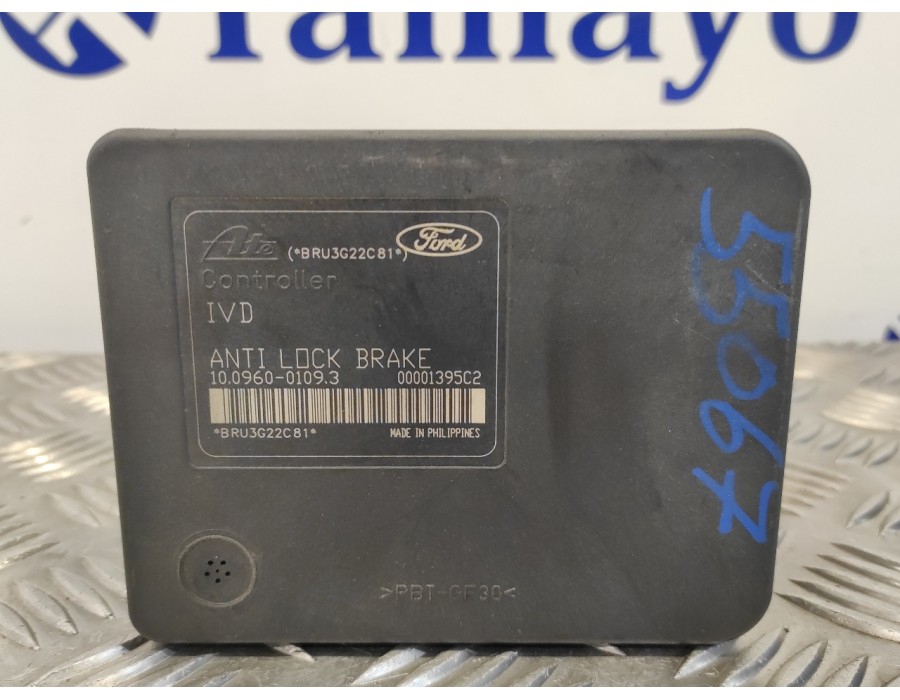 Tamayo
Ate (*BRU3G22C81*) Ford
Controller
IVD
ANTI LOCK BRAKE
10.0960-0109.3 00001395C2
*BRU3G22C81* MADE IN PHILIPPINES
>PBT-GF30<
55067